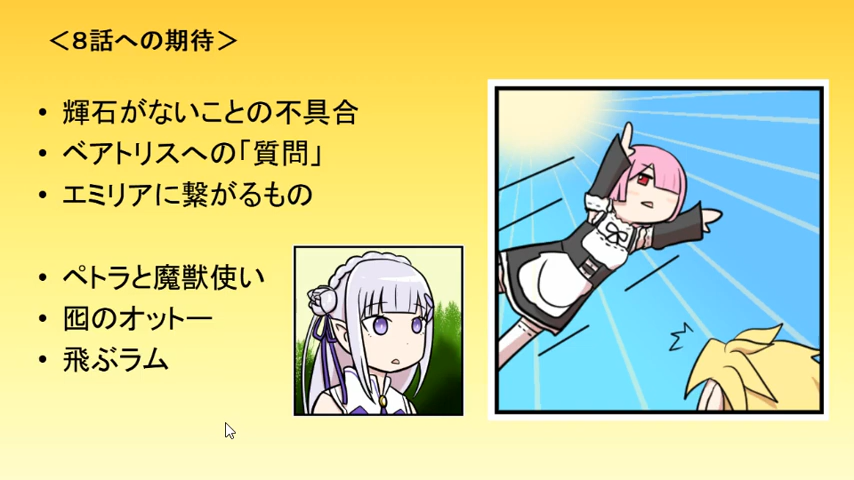 ＜8話への期待＞
• 輝石がないことの不具合
• ベアトリスへの「質問」
• エミリアに繋がるもの
• ペトラと魔獣使い
• 囮のオットー
• 飛ぶラム